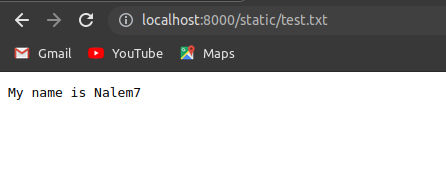 localhost:8000/static/test.txt
Gmail YouTube Maps
My name is Nalem7